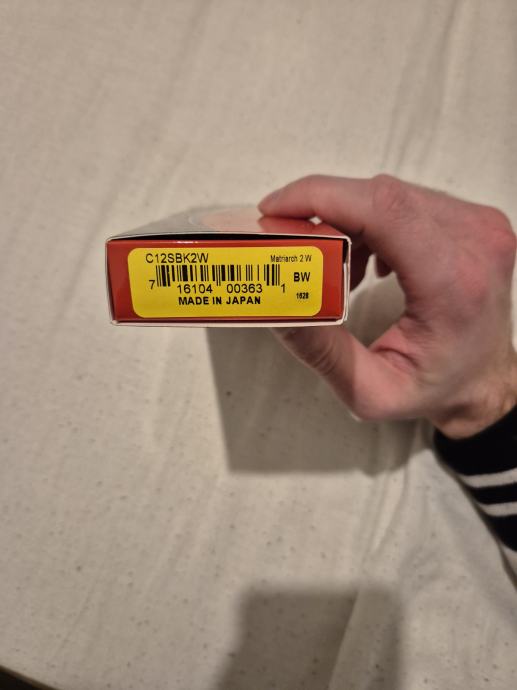 C12SBK2W Matriarch 2 W
7 16104 00363 1 BW
MADE IN JAPAN 1628